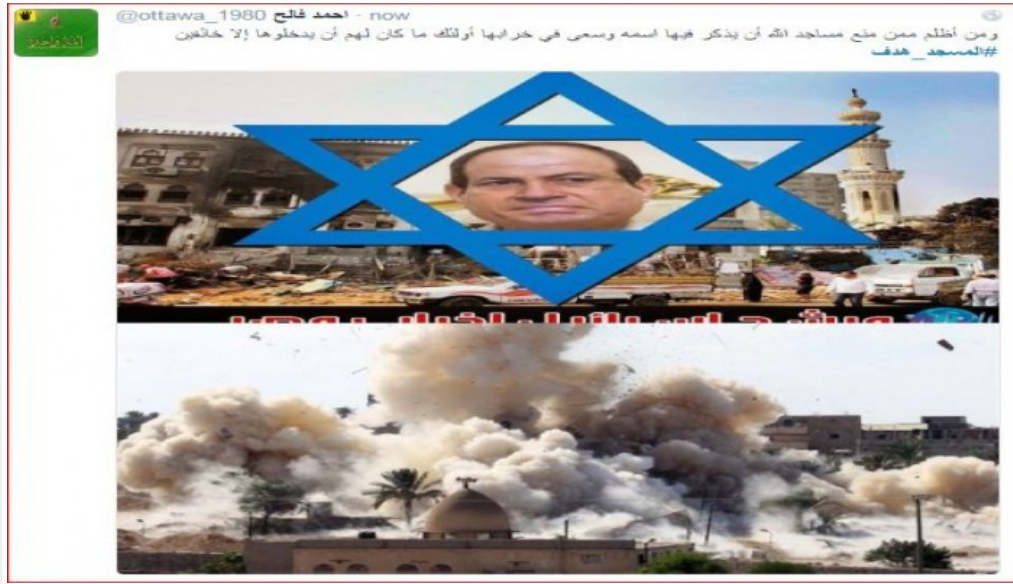 احمد فالح @ottawa_1980 · now
ومن أظلم ممن منع مساجد الله أن يذكر فيها اسمه وسعى في خرابها أولئك ما كان لهم أن يدخلوها إلا خائفين
#المسجد_هدف